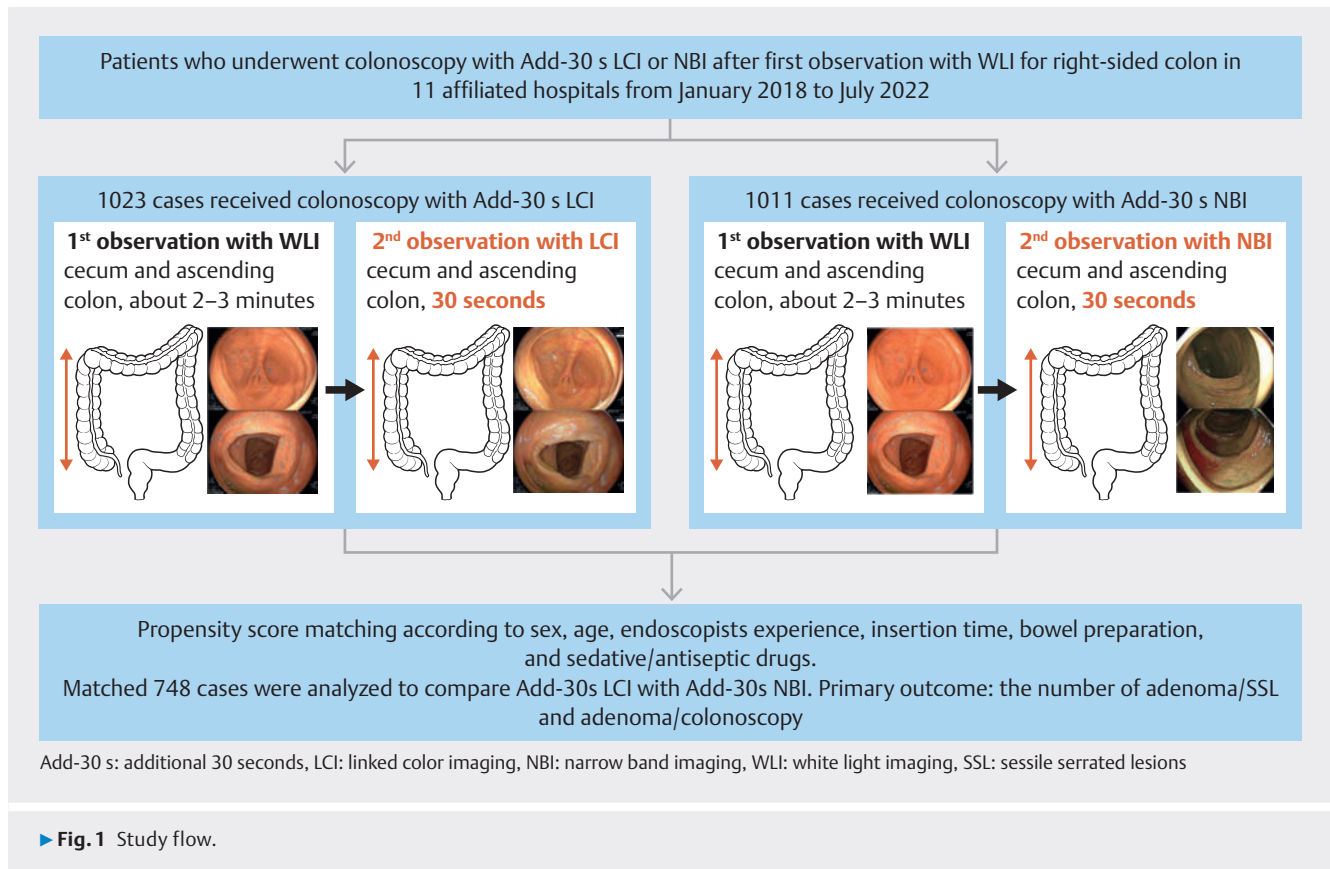 Patients who underwent colonoscopy with Add-30 s LCI or NBI after first observation with WLI for right-sided colon in
11 affiliated hospitals from January 2018 to July 2022
1023 cases received colonoscopy with Add-30 s LCI
1st observation with WLI
cecum and ascending
colon, about 2–3 minutes
2nd observation with LCI
cecum and ascending
colon, 30 seconds
1011 cases received colonoscopy with Add-30 s NBI
1st observation with WLI
cecum and ascending
colon, about 2–3 minutes
2nd observation with NBI
cecum and ascending
colon, 30 seconds
Propensity score matching according to sex, age, endoscopists experience, insertion time, bowel preparation,
and sedative/antiseptic drugs.
Matched 748 cases were analyzed to compare Add-30s LCI with Add-30s NBI. Primary outcome: the number of adenoma/SSL
and adenoma/colonoscopy
Add-30 s: additional 30 seconds, LCI: linked color imaging, NBI: narrow band imaging, WLI: white light imaging, SSL: sessile serrated lesions
▶ Fig. 1 Study flow.